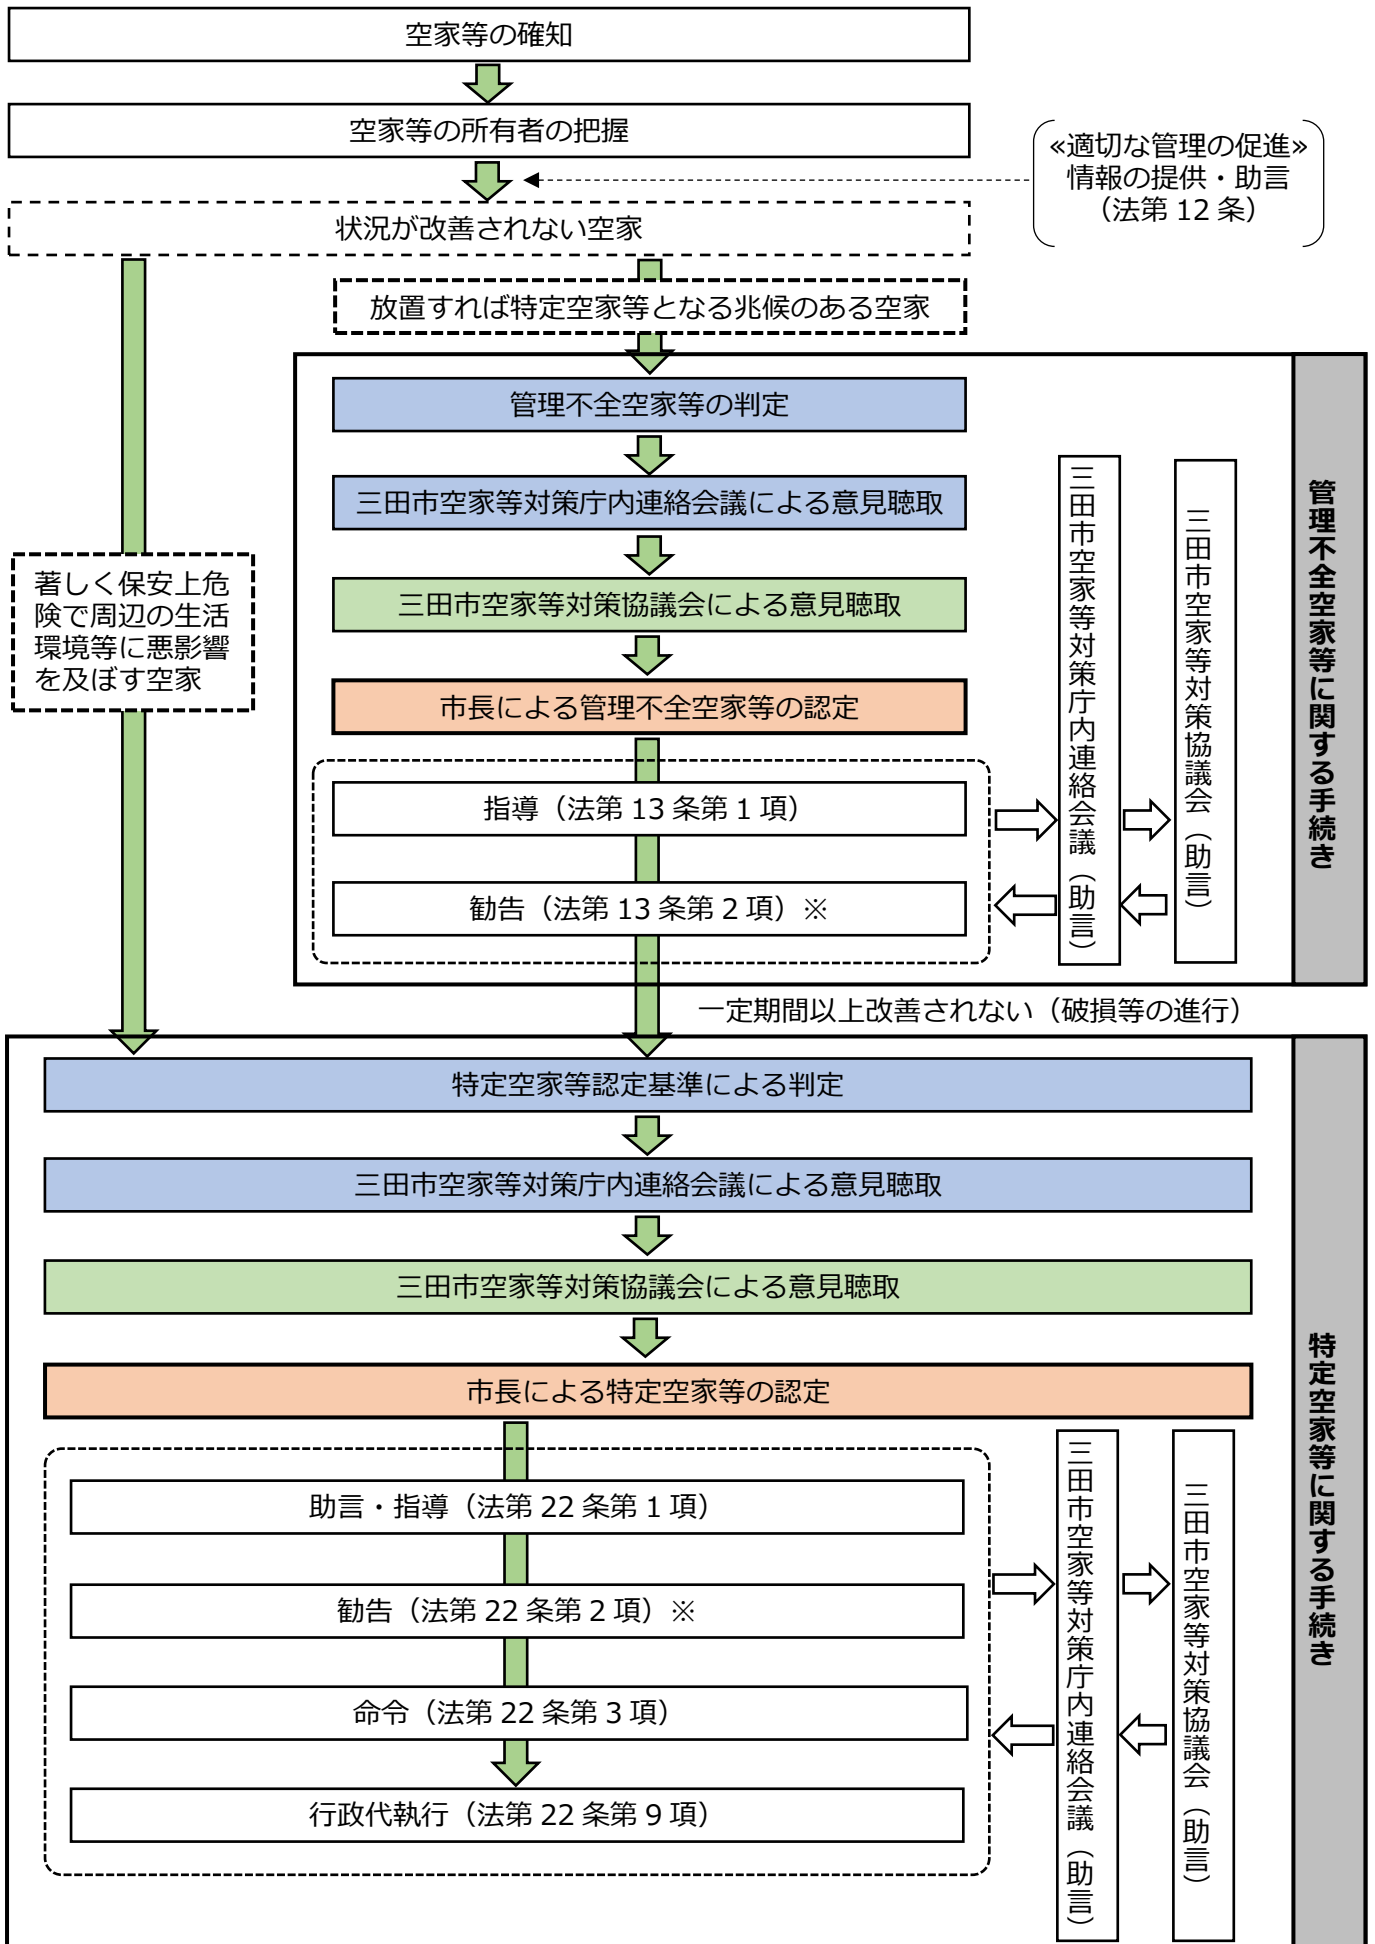 空家等の確知
空家等の所有者の把握
«適切な管理の促進»
情報の提供・助言
（法第 12 条）
状況が改善されない空家
放置すれば特定空家等となる兆候のある空家
管理不全空家等の判定
三田市空家等対策庁内連絡会議による意見聴取
三田市空家等対策協議会による意見聴取
市長による管理不全空家等の認定
指導（法第 13 条第 1 項）
勧告（法第 13 条第 2 項）※
三田市空家等対策庁内連絡会議（助言）
三田市空家等対策協議会（助言）
管理不全空家等に関する手続き
著しく保安上危
険で周辺の生活
環境等に悪影響
を及ぼす空家
一定期間以上改善されない（破損等の進行）
特定空家等認定基準による判定
三田市空家等対策庁内連絡会議による意見聴取
三田市空家等対策協議会による意見聴取
市長による特定空家等の認定
助言・指導（法第 22 条第 1 項）
勧告（法第 22 条第 2 項）※
命令（法第 22 条第 3 項）
行政代執行（法第 22 条第 9 項）
三田市空家等対策庁内連絡会議（助言）
三田市空家等対策協議会（助言）
特定空家等に関する手続き